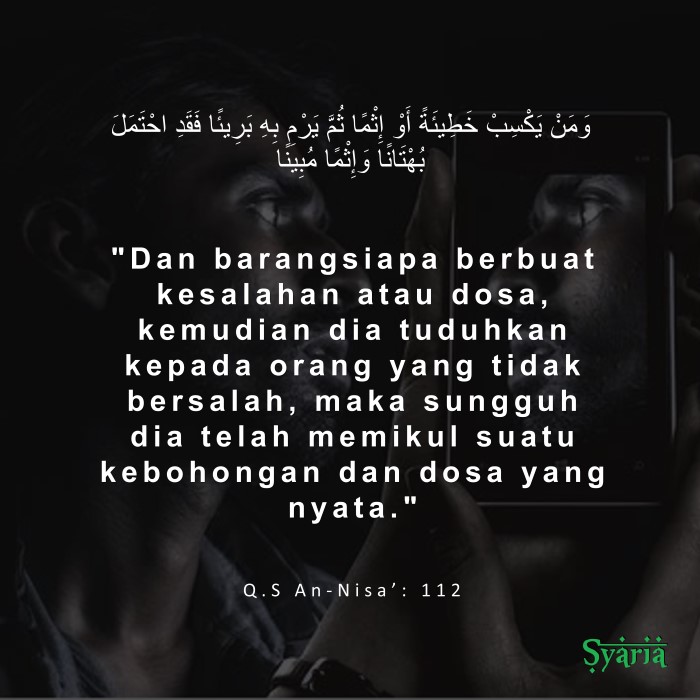 وَمَنْ يَكْسِبْ خَطِيئَةً أَوْ إِثْمًا ثُمَّ يَرْمِ بِهِ بَرِيئًا فَقَدِ احْتَمَلَ
بُهْتَانًا وَإِثْمًا مُبِينًا
"Dan barangsiapa berbuat
kesalahan atau dosa,
kemudian dia tuduhkan
kepada orang yang tidak
bersalah, maka sungguh
dia telah memikul suatu
kebohongan dan dosa yang
nyata."
Q.S An-Nisa’: 112
Syaria